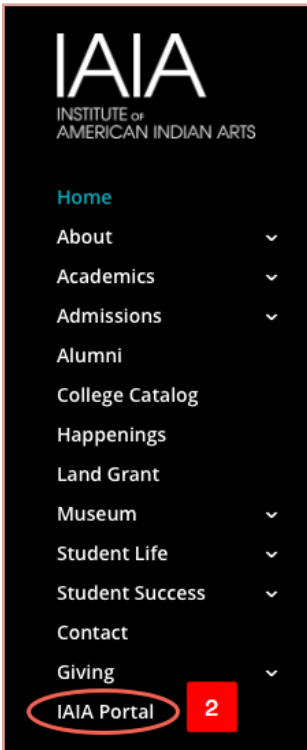 IAIA
INSTITUTE OF
AMERICAN INDIAN ARTS
Home
About
Academics
Admissions
Alumni
College Catalog
Happenings
Land Grant
Museum
Student Life
Student Success
Contact
Giving
IAIA Portal 2